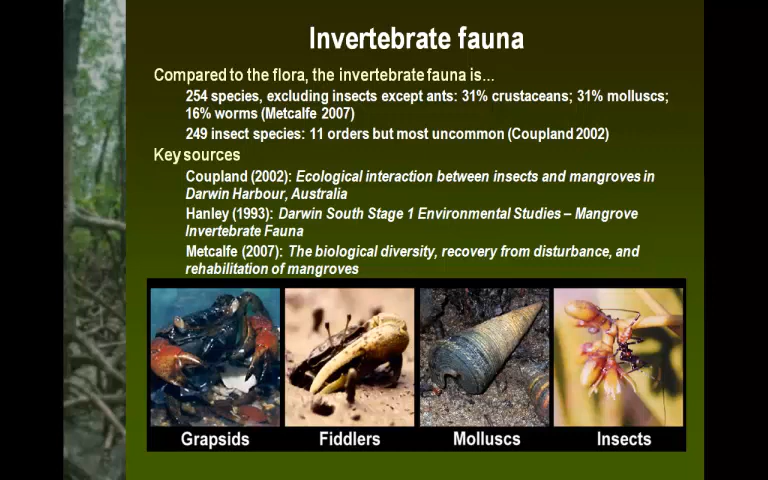 Invertebrate fauna
Compared to the flora, the invertebrate fauna is...
254 species, excluding insects except ants: 31% crustaceans; 31% molluscs;
16% worms (Metcalfe 2007)
249 insect species: 11 orders but most uncommon (Coupland 2002)
Key sources
Coupland (2002): Ecological interaction between insects and mangroves in
Darwin Harbour, Australia
Hanley (1993): Darwin South Stage 1 Environmental Studies – Mangrove
Invertebrate Fauna
Metcalfe (2007): The biological diversity, recovery from disturbance, and
rehabilitation of mangroves
Grapsids Fiddlers Molluscs Insects